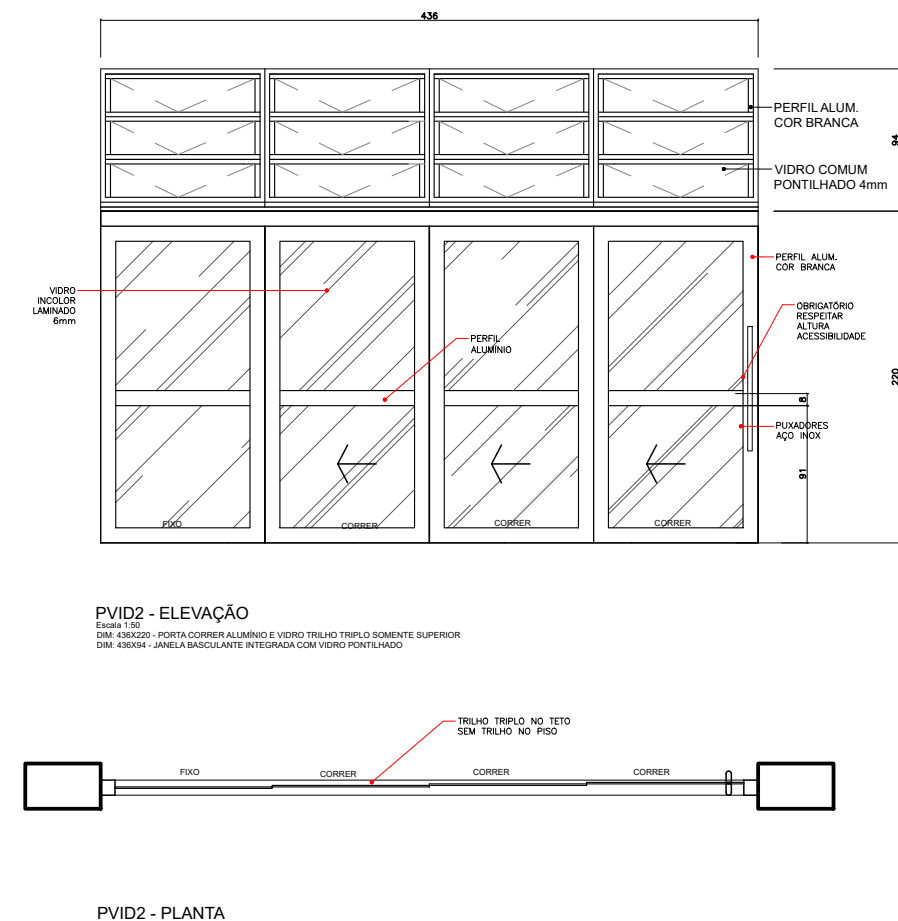 436
PERFIL ALUM.
COR BRANCA
94
VIDRO COMUM
PONTILHADO 4mm
PERFIL ALUM.
COR BRANCA
VIDRO
INCOLOR
LAMINADO
6mm
OBRIGATÓRIO
RESPEITAR
ALTURA
ACESSIBILIDADE
PERFIL
ALUMÍNIO
220
8
PUXADORES
AÇO INOX
91
FIXO
CORRER
CORRER
CORRER
PVID2 - ELEVAÇÃO
Escala 1:50
DIM: 436X220 - PORTA CORRER ALUMÍNIO E VIDRO TRILHO TRIPLO SOMENTE SUPERIOR
DIM: 436X94 - JANELA BASCULANTE INTEGRADA COM VIDRO PONTILHADO
TRILHO TRIPLO NO TETO
SEM TRILHO NO PISO
FIXO
CORRER
CORRER
CORRER
PVID2 - PLANTA